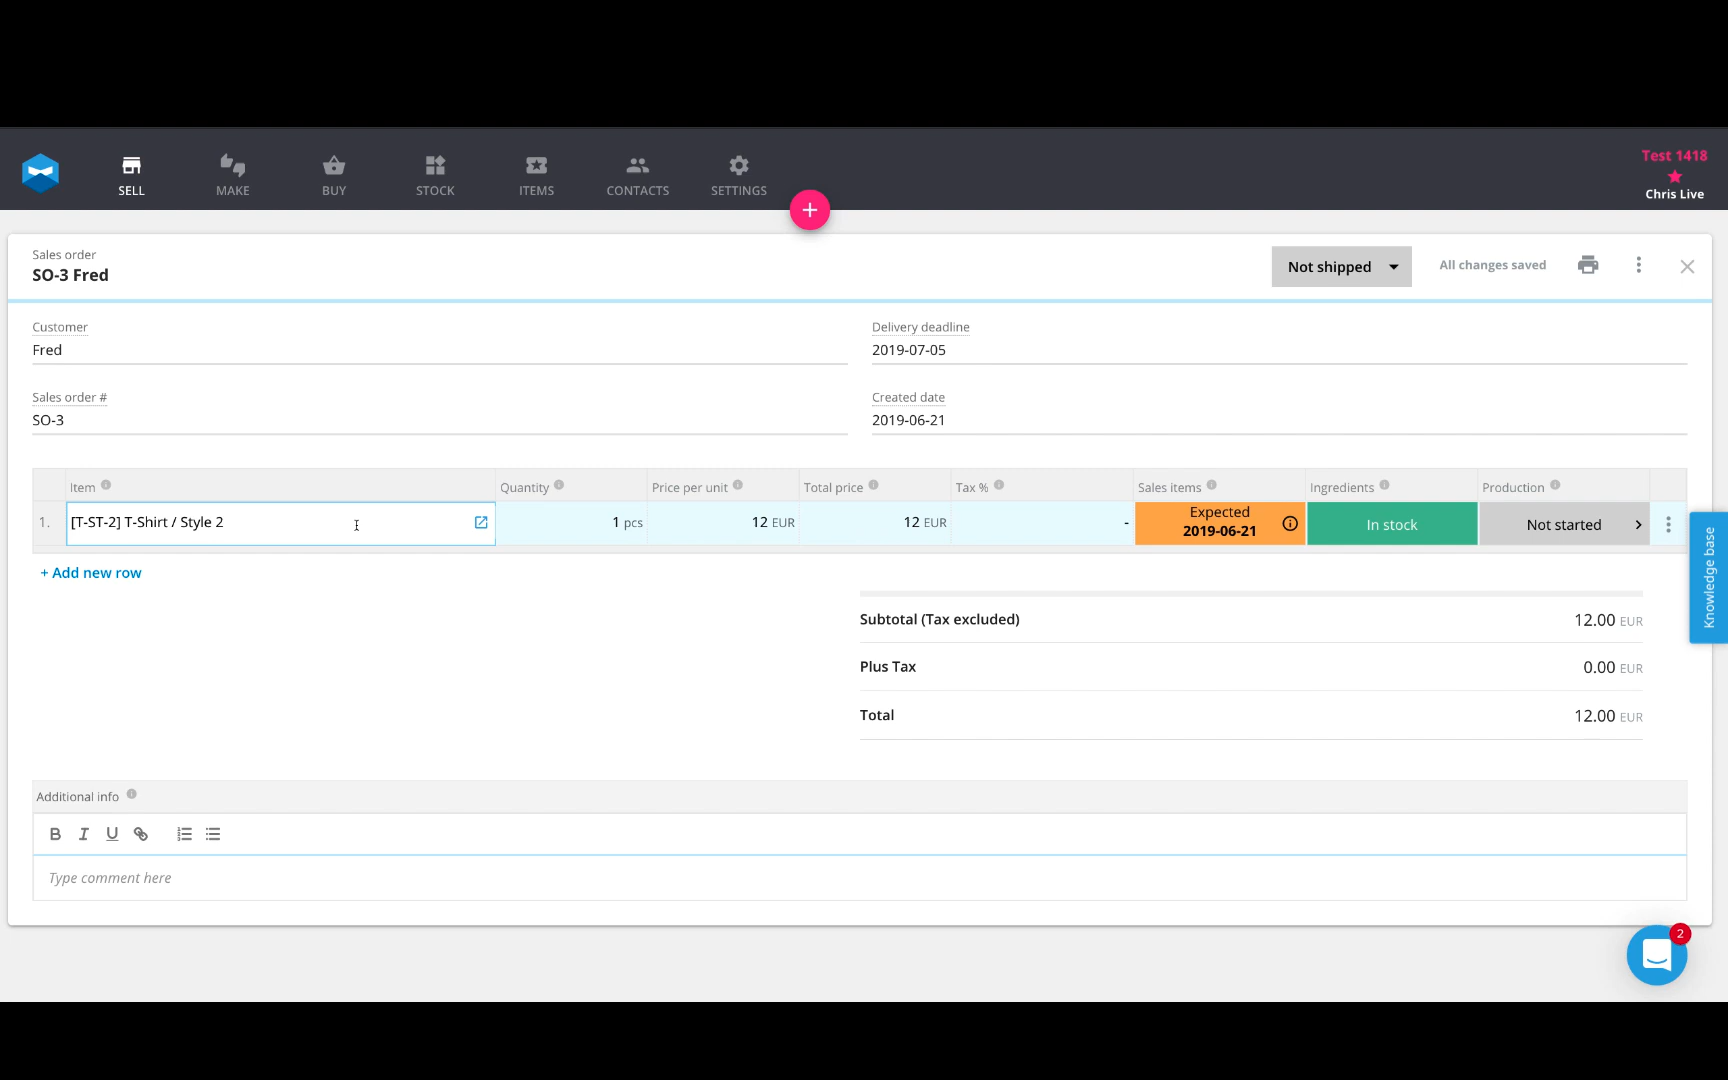 SELL
MAKE
BUY
STOCK
ITEMS
CONTACTS
SETTINGS
+
Test 1418
Chris Live
Sales order
SO-3 Fred
Not shipped
All changes saved
Customer
Fred
Delivery deadline
2019-07-05
Sales order #
SO-3
Created date
2019-06-21
Item
Quantity
Price per unit
Total price
Tax %
Sales items
Ingredients
Production
1.
[T-ST-2] T-Shirt / Style 2
1 pcs
12 EUR
12 EUR
-
Expected
2019-06-21
In stock
Not started
+ Add new row
Knowledge base
Subtotal (Tax excluded)
12.00 EUR
Plus Tax
0.00 EUR
Total
12.00 EUR
Additional info
B I U
Type comment here
2